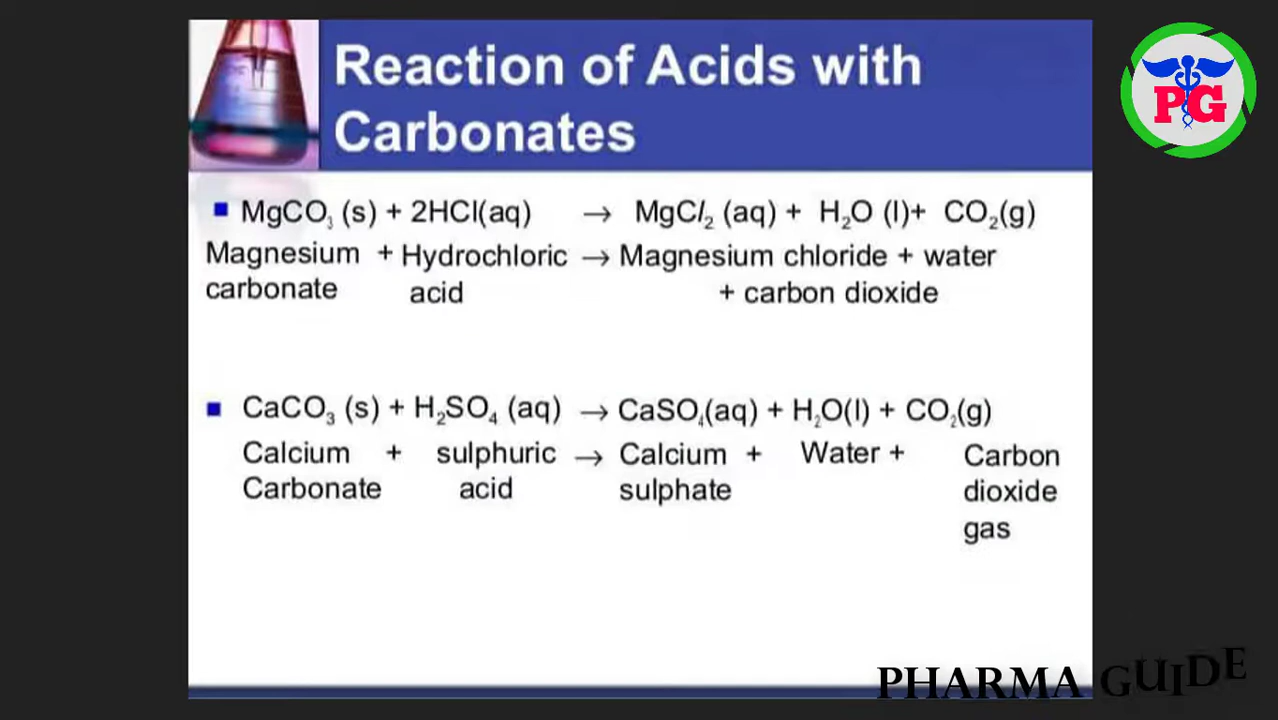 PG
Reaction of Acids with
Carbonates
MgCO₃ (s) + 2HCl(aq) → MgCl₂ (aq) + H₂O (l)+ CO₂(g)
Magnesium + Hydrochloric → Magnesium chloride + water
carbonate acid + carbon dioxide
CaCO₃ (s) + H₂SO₄ (aq) → CaSO₄(aq) + H₂O(l) + CO₂(g)
Calcium + sulphuric → Calcium + Water + Carbon
Carbonate acid sulphate dioxide
gas
PHARMA GUIDE